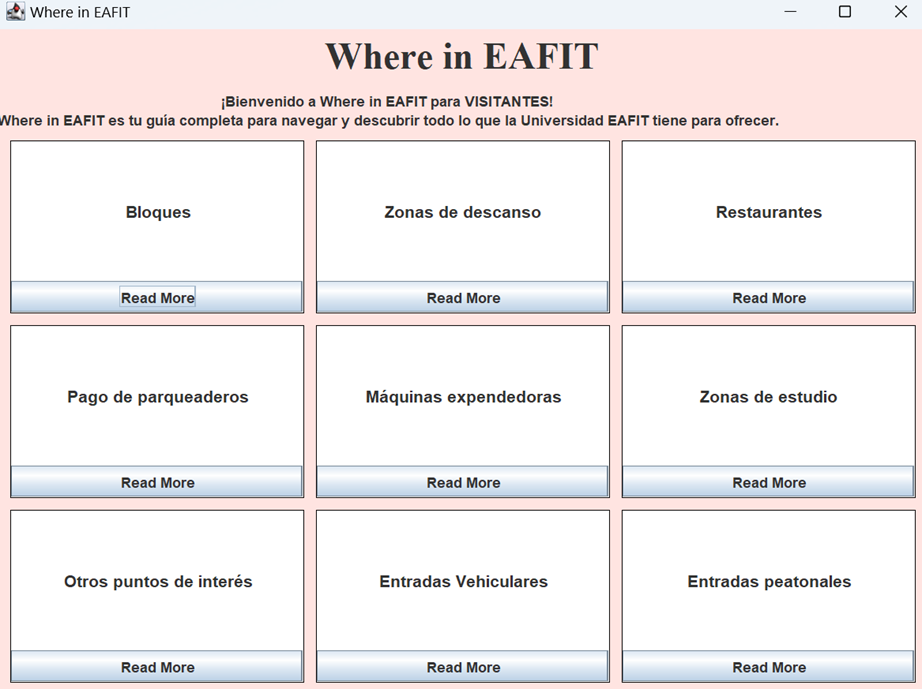 Where in EAFIT
Where in EAFIT
¡Bienvenido a Where in EAFIT para VISITANTES!
Where in EAFIT es tu guía completa para navegar y descubrir todo lo que la Universidad EAFIT tiene para ofrecer.
Bloques
Read More
Zonas de descanso
Read More
Restaurantes
Read More
Pago de parqueaderos
Read More
Máquinas expendedoras
Read More
Zonas de estudio
Read More
Otros puntos de interés
Read More
Entradas Vehiculares
Read More
Entradas peatonales
Read More